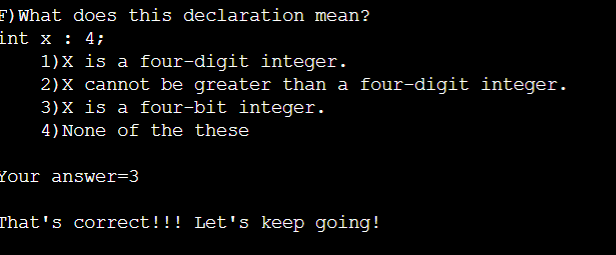 F)What does this declaration mean?
int x : 4;
1)X is a four-digit integer.
2)X cannot be greater than a four-digit integer.
3)X is a four-bit integer.
4)None of the these
Your answer=3
That's correct!!! Let's keep going!